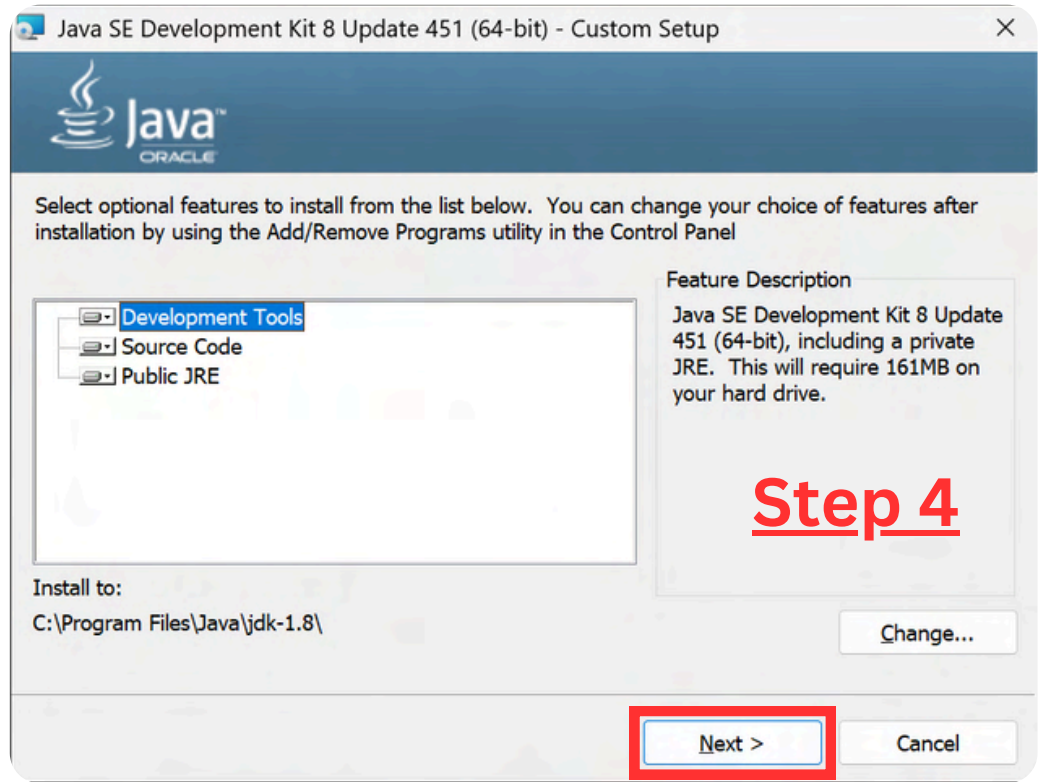 Java SE Development Kit 8 Update 451 (64-bit) - Custom Setup
Java™
ORACLE
Select optional features to install from the list below.  You can change your choice of features after
installation by using the Add/Remove Programs utility in the Control Panel
Development Tools
Source Code
Public JRE
Feature Description
Java SE Development Kit 8 Update
451 (64-bit), including a private
JRE.  This will require 161MB on
your hard drive.
Step 4
Install to:
C:\Program Files\Java\jdk-1.8\
Change...
Next >
Cancel